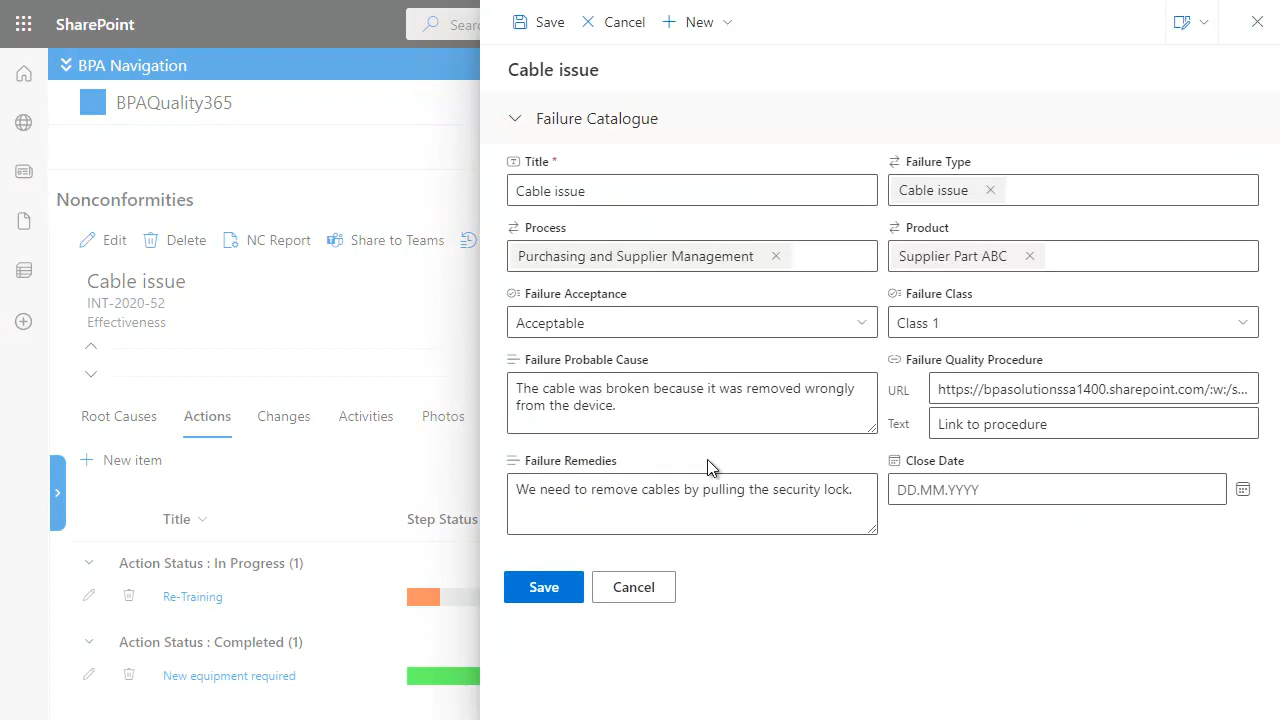 SharePoint
Sear
BPA Navigation
BPAQuality365
Nonconformities
Edit
Delete
NC Report
Share to Teams
Cable issue
INT-2020-52
Effectiveness
Root Causes
Actions
Changes
Activities
Photos
New item
Title
Step Status
Action Status : In Progress (1)
Re-Training
Action Status : Completed (1)
New equipment required
Save
Cancel
New
Cable issue
Failure Catalogue
Title *
Cable issue
Failure Type
Cable issue
Process
Purchasing and Supplier Management
Product
Supplier Part ABC
Failure Acceptance
Acceptable
Failure Class
Class 1
Failure Probable Cause
The cable was broken because it was removed wrongly
from the device.
Failure Quality Procedure
URL
https://bpasolutionssa1400.sharepoint.com/:w:/s...
Text
Link to procedure
Failure Remedies
We need to remove cables by pulling the security lock.
Close Date
DD.MM.YYYY
Save
Cancel